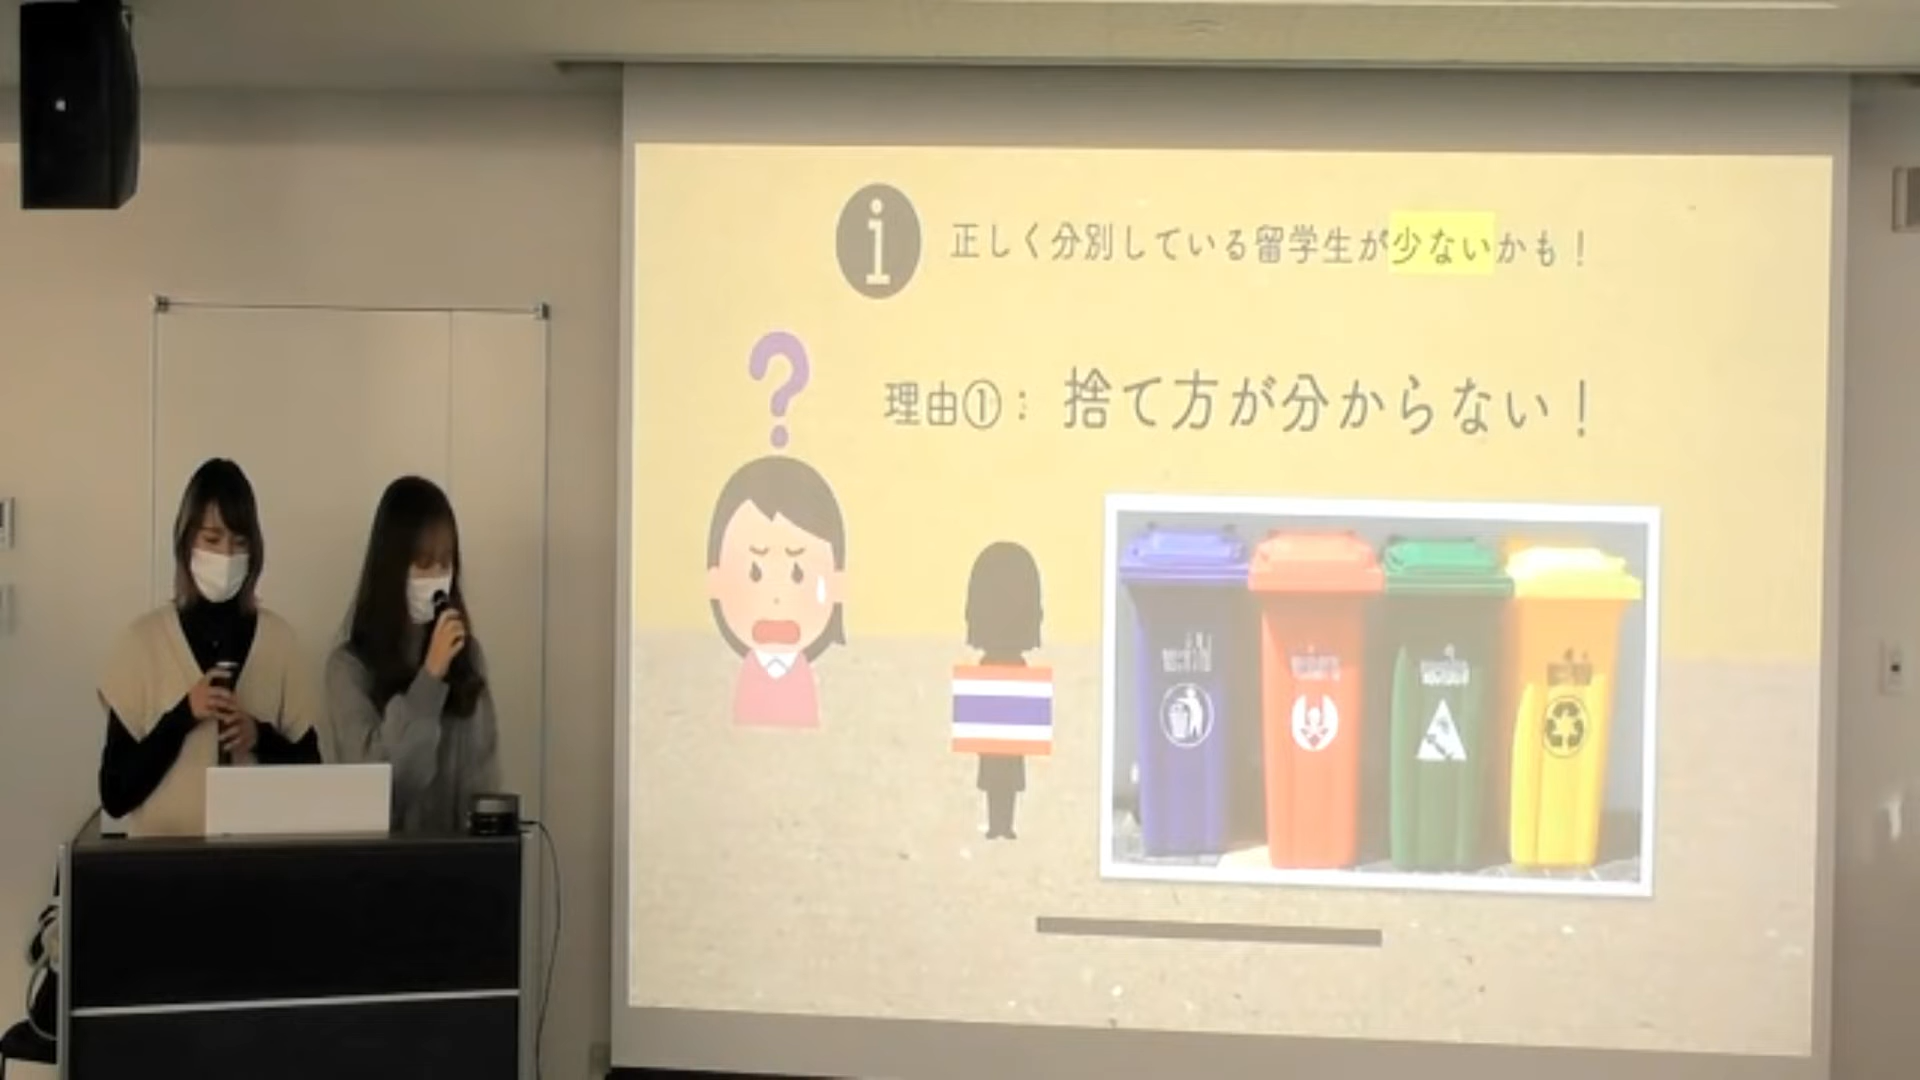 i 正しく分別している留学生が少ないかも！
理由①： 捨て方が分からない！
?